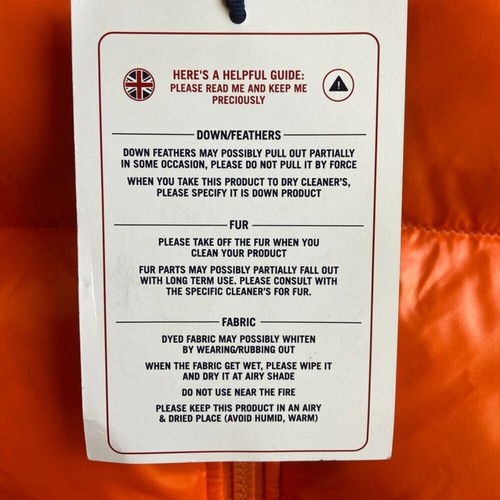 HERE'S A HELPFUL GUIDE:
PLEASE READ ME AND KEEP ME
PRECIOUSLY
DOWN/FEATHERS
DOWN FEATHERS MAY POSSIBLY PULL OUT PARTIALLY
IN SOME OCCASION, PLEASE DO NOT PULL IT BY FORCE
WHEN YOU TAKE THIS PRODUCT TO DRY CLEANER'S,
PLEASE SPECIFY IT IS DOWN PRODUCT
FUR
PLEASE TAKE OFF THE FUR WHEN YOU
CLEAN YOUR PRODUCT
FUR PARTS MAY POSSIBLY PARTIALLY FALL OUT
WITH LONG TERM USE. PLEASE CONSULT WITH
THE SPECIFIC CLEANER'S FOR FUR.
FABRIC
DYED FABRIC MAY POSSIBLY WHITEN
BY WEARING/RUBBING OUT
WHEN THE FABRIC GET WET, PLEASE WIPE IT
AND DRY IT AT AIRY SHADE
DO NOT USE NEAR THE FIRE
PLEASE KEEP THIS PRODUCT IN AN AIRY
& DRIED PLACE (AVOID HUMID, WARM)